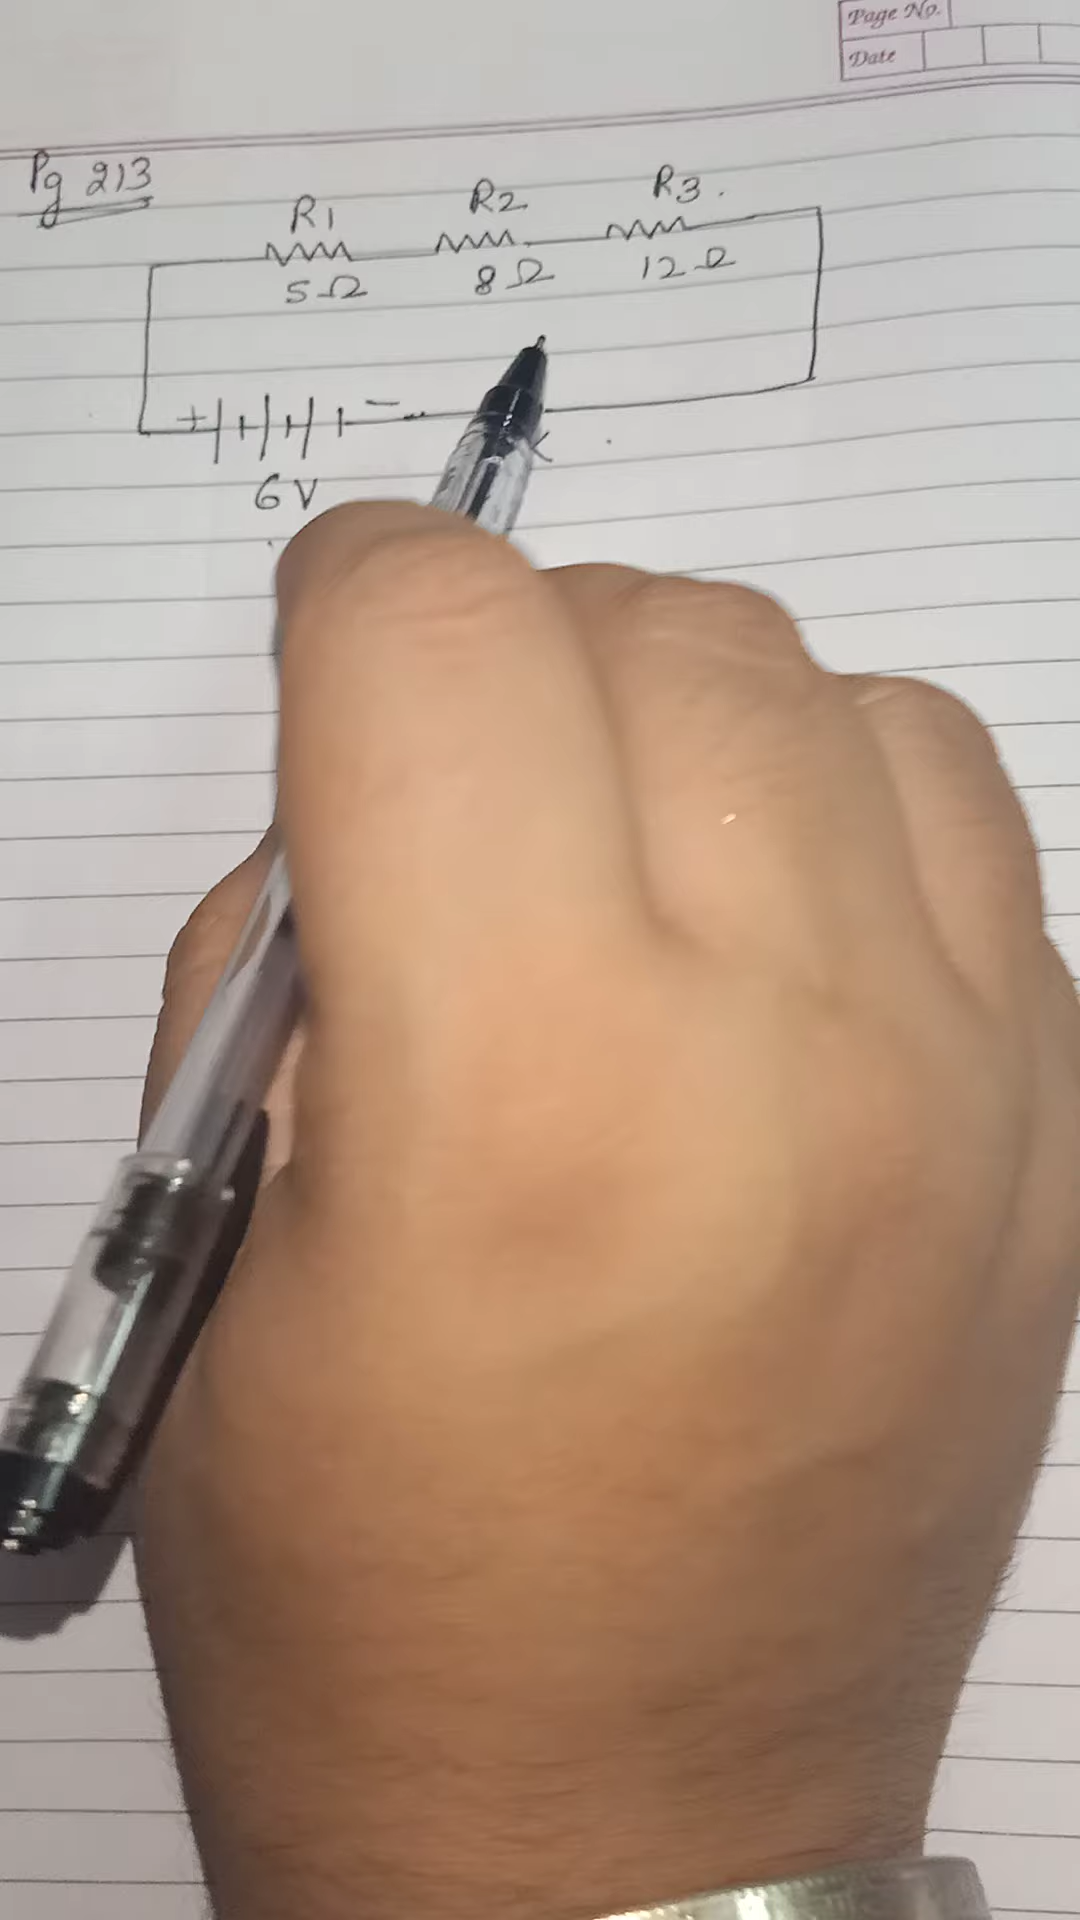 Page No.
Date
Pg 213
R1 R2 R3.
5Ω 8Ω 12Ω
+ -
6V